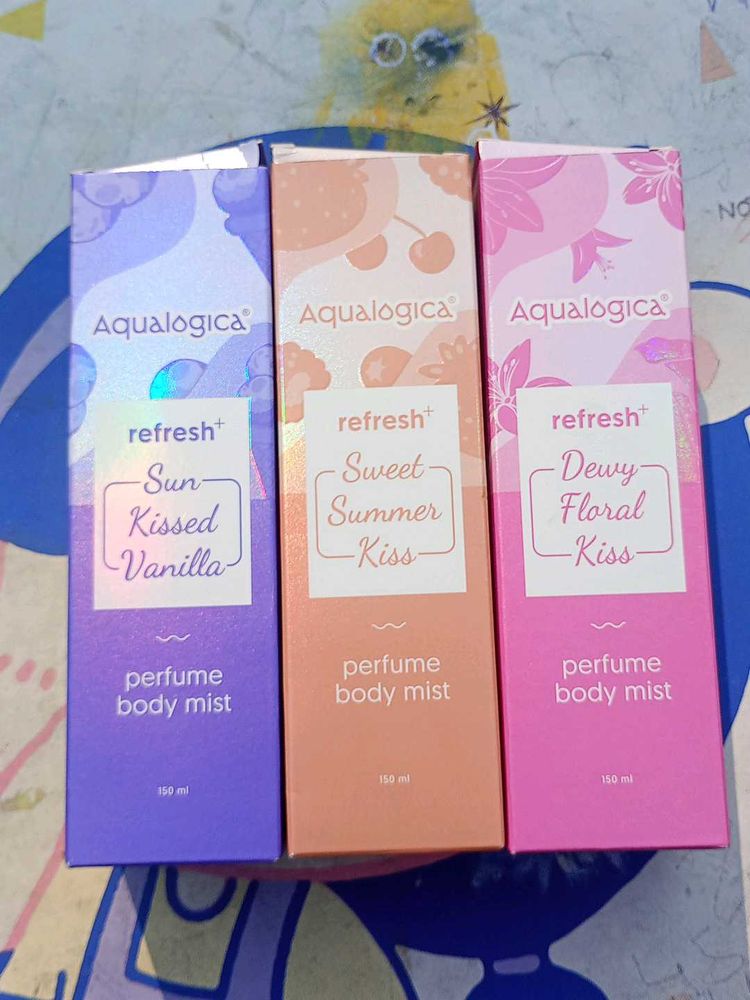 Aqualogica®
refresh+
Sun
Kissed
Vanilla
perfume
body mist
150 ml
Aqualogica®
refresh+
Sweet
Summer
Kiss
perfume
body mist
150 ml
Aqualogica®
refresh+
Dewy
Floral
Kiss
perfume
body mist
150 ml